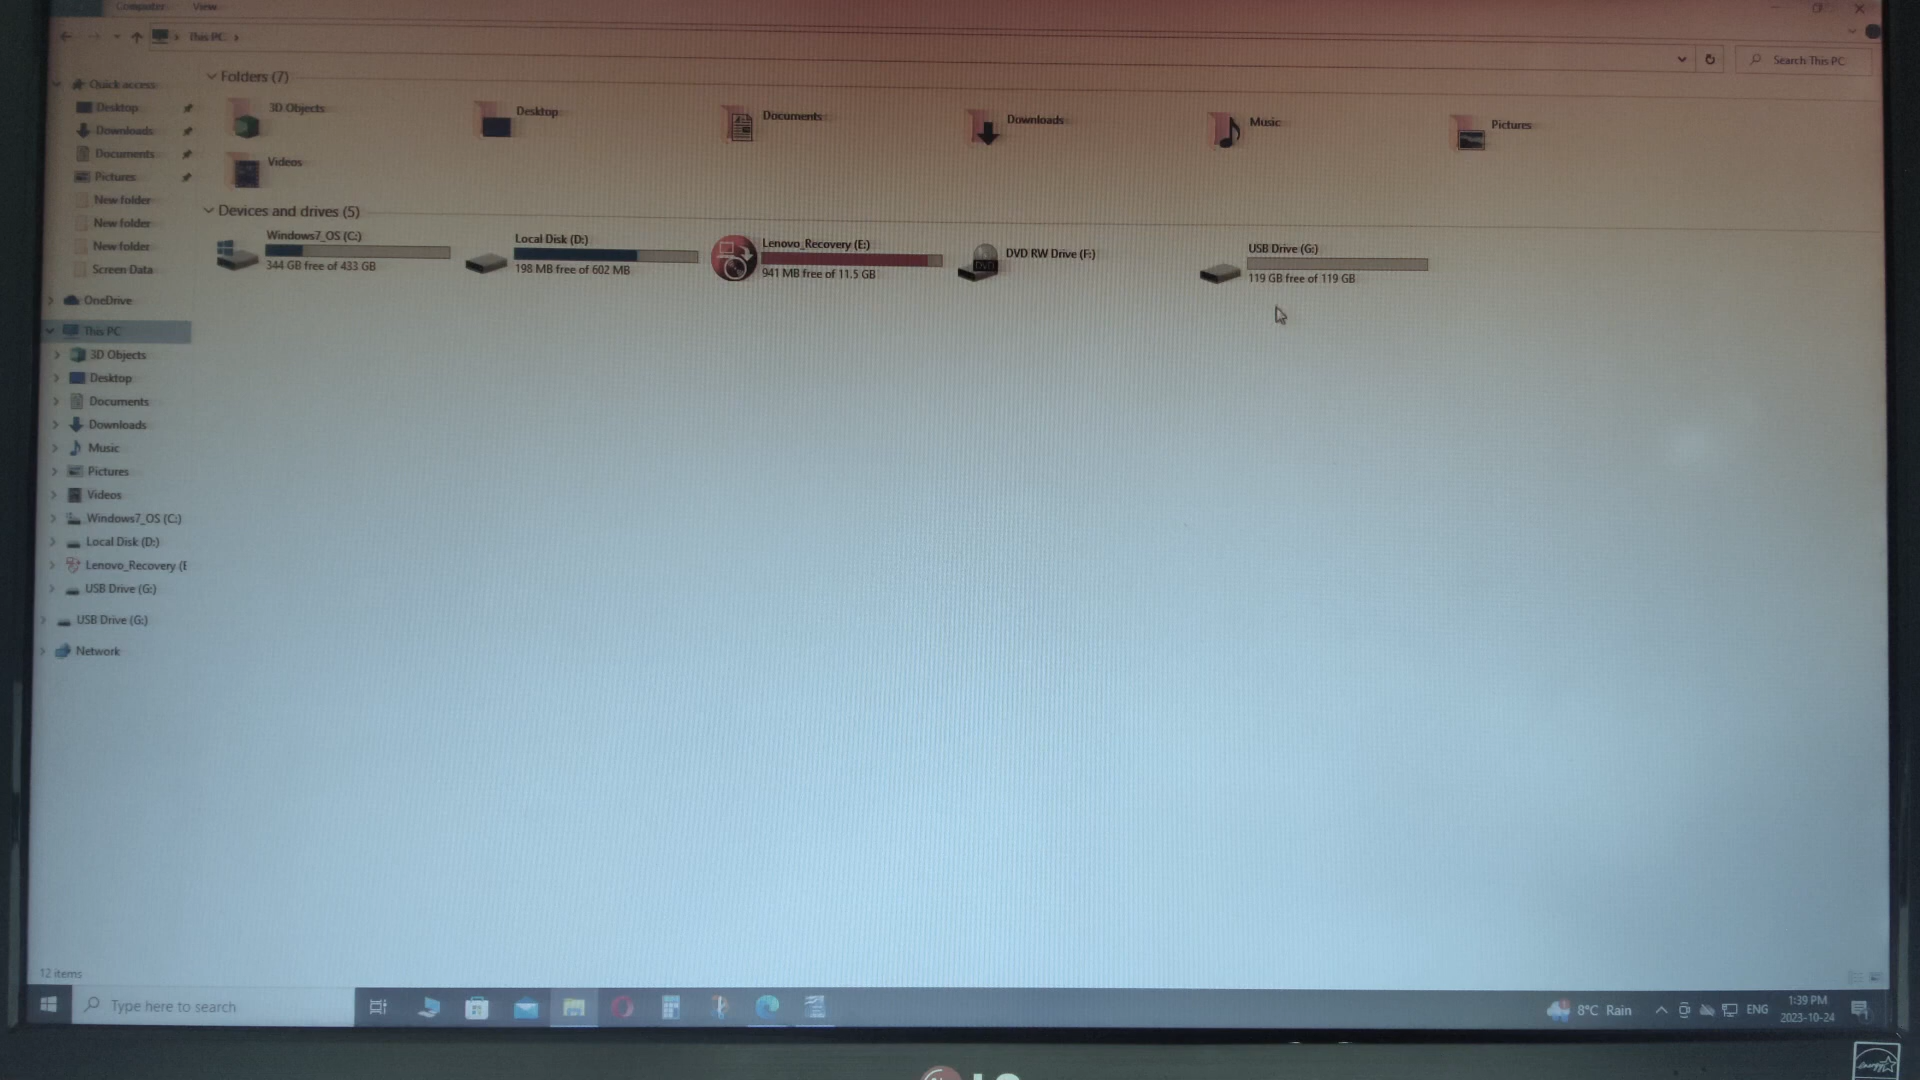 Computer View
This PC
Search This PC
Quick access
Desktop
Downloads
Documents
Pictures
New folder
New folder
New folder
Screen Data
OneDrive
This PC
3D Objects
Desktop
Documents
Downloads
Music
Pictures
Videos
Windows7_OS (C:)
Local Disk (D:)
Lenovo_Recovery (E
USB Drive (G:)
USB Drive (G:)
Network
Folders (7)
3D Objects
Desktop
Documents
Downloads
Music
Pictures
Videos
Devices and drives (5)
Windows7_OS (C:)
344 GB free of 433 GB
Local Disk (D:)
198 MB free of 602 MB
Lenovo_Recovery (E:)
941 MB free of 11.5 GB
DVD RW Drive (F:)
DVD
USB Drive (G:)
119 GB free of 119 GB
12 items
Type here to search
8°C Rain
ENG
1:39 PM
2023-10-24
LG
energy